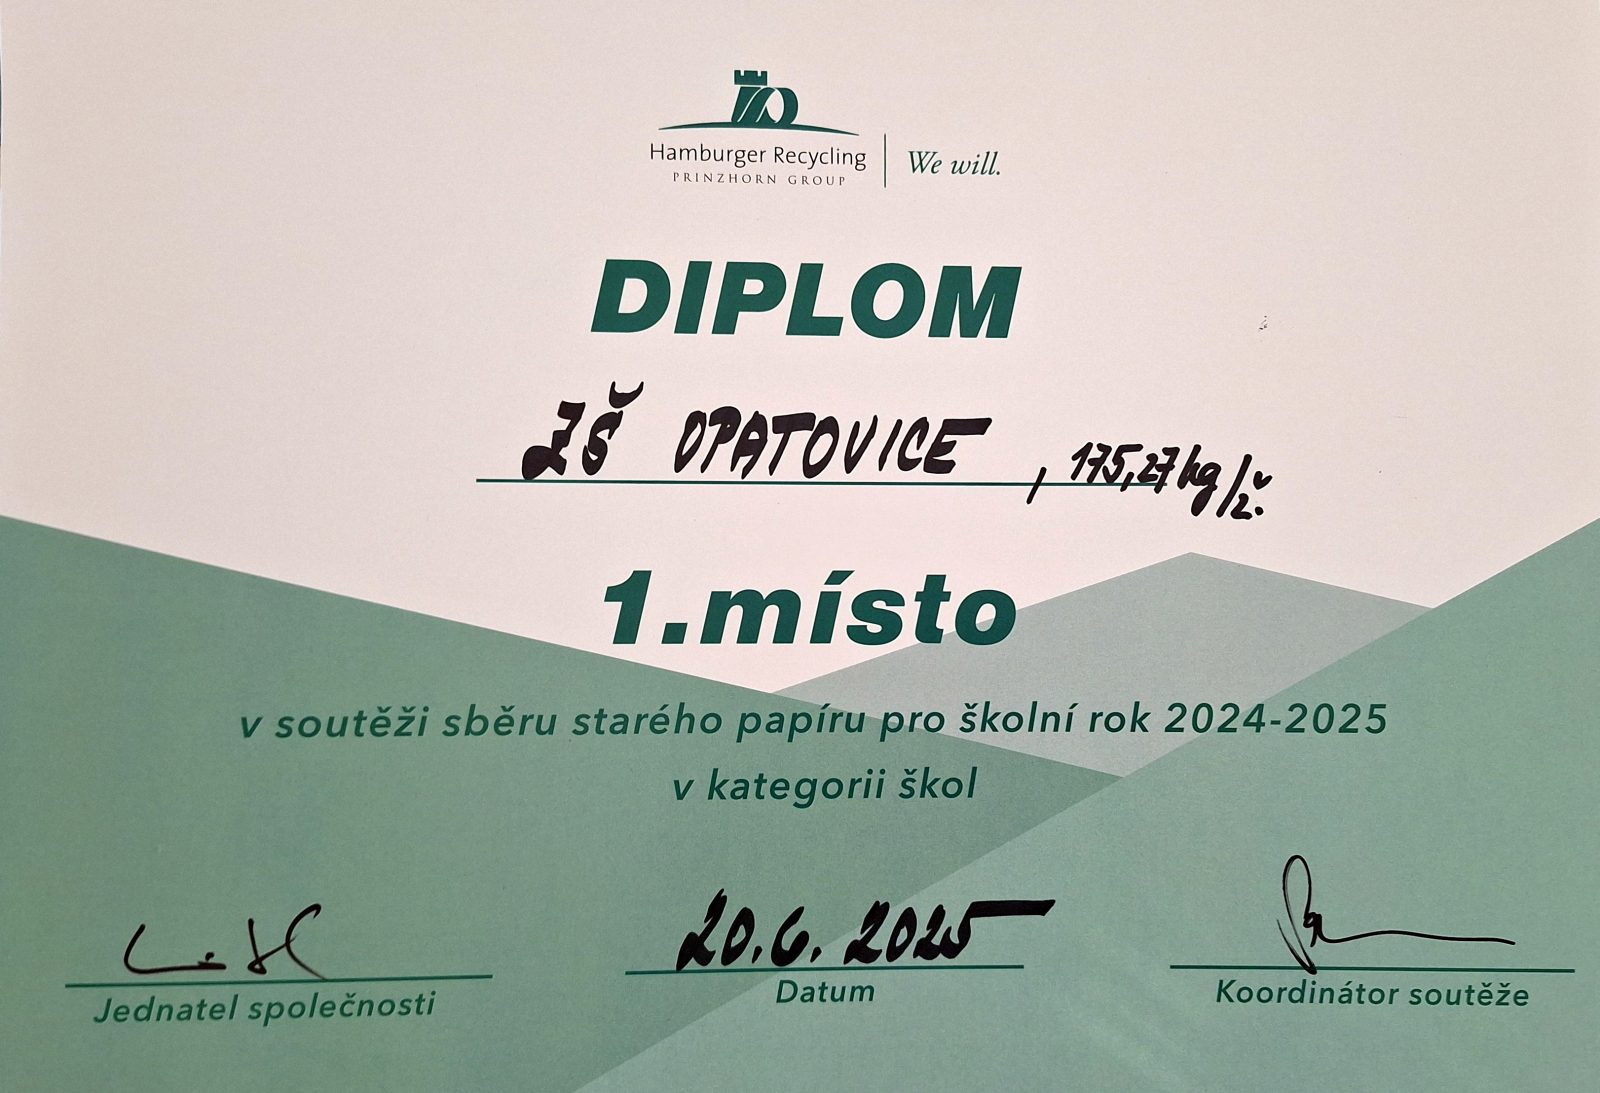 Hamburger Recycling
PRINZHORN GROUP
We will.
DIPLOM
ZŠ OPATOVICE, 175,27 kg/ž.
1.místo
v soutěži sběru starého papíru pro školní rok 2024-2025
v kategorii škol
20.6.2025
Jednatel společnosti
Datum
Koordinátor soutěže